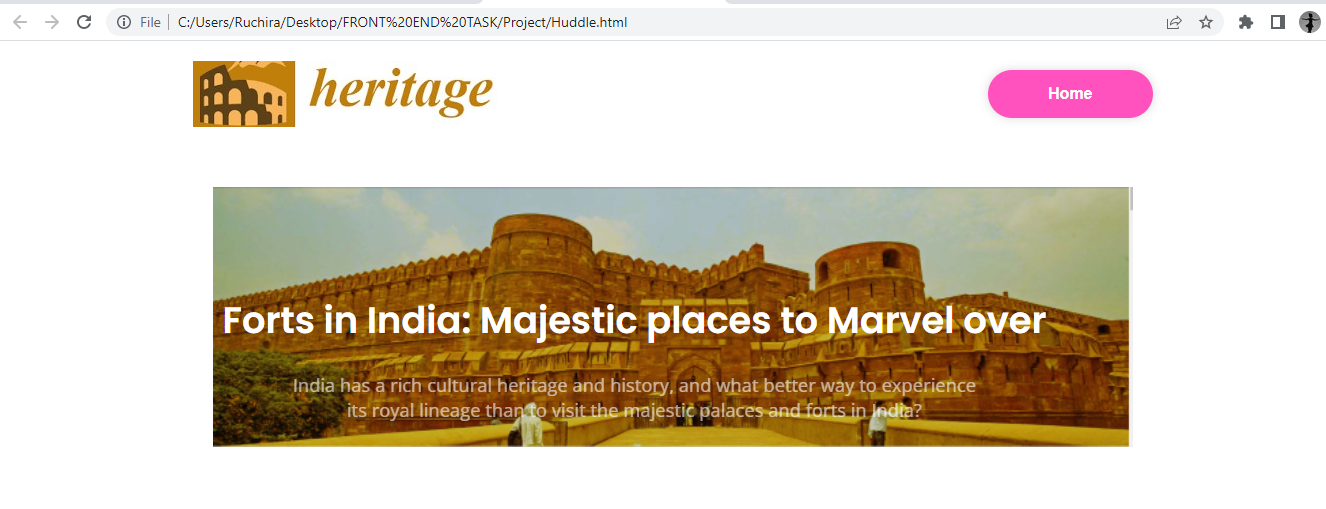 File
C:/Users/Ruchira/Desktop/FRONT%20END%20TASK/Project/Huddle.html
heritage
Home
Forts in India: Majestic places to Marvel over
India has a rich cultural heritage and history, and what better way to experience
its royal lineage than to visit the majestic palaces and forts in India?